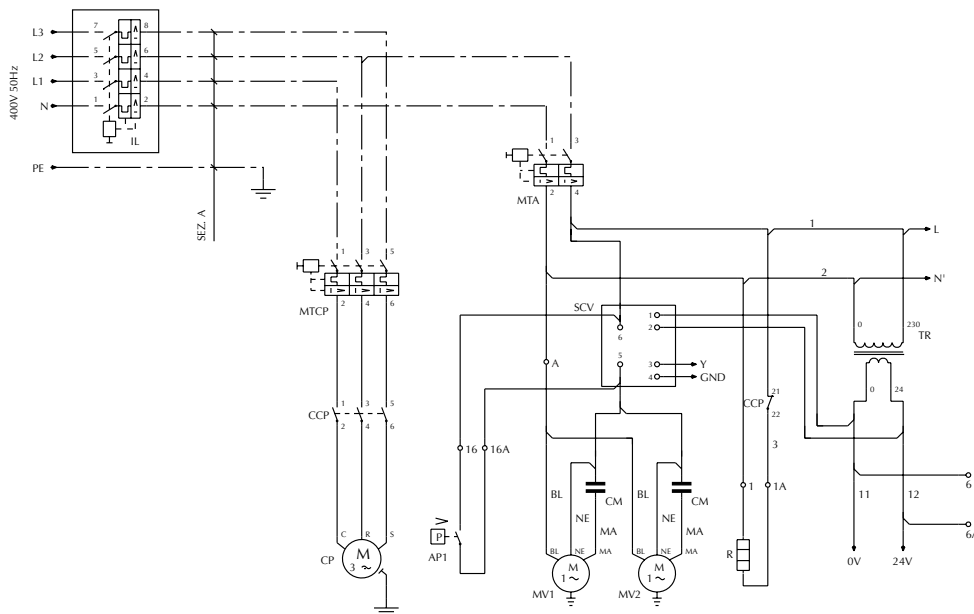 400V 50Hz
L3
7
8
L2
5
6
L1
3
4
N
1
2
IL
PE
SEZ. A
1
3
MTA
2
4
1
L
2
N'
1
3
5
MTCP
2
4
6
SCV
6
1
2
5
3
Y
4
GND
0
230
TR
0
24
A
CCP
1
3
5
2
4
6
CCP
21
22
3
16
16A
1
1A
11
12
6
BL
NE
CM
MA
BL
NE
CM
MA
P
AP1
C
R
S
CP
M
3 ~
BL
NE
MA
M
1 ~
MV1
BL
NE
MA
M
1 ~
MV2
R
0V
24V